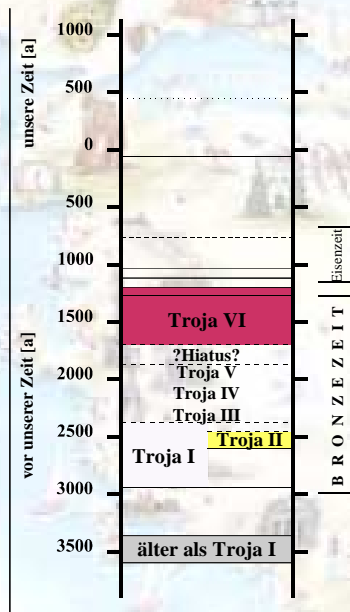 unsere Zeit [a]
vor unserer Zeit [a]
1000
500
0
500
1000
1500
2000
2500
3000
3500
Troja VI
?Hiatus?
Troja V
Troja IV
Troja III
Troja II
Troja I
älter als Troja I
Eisenzeit
BRONZEZEIT